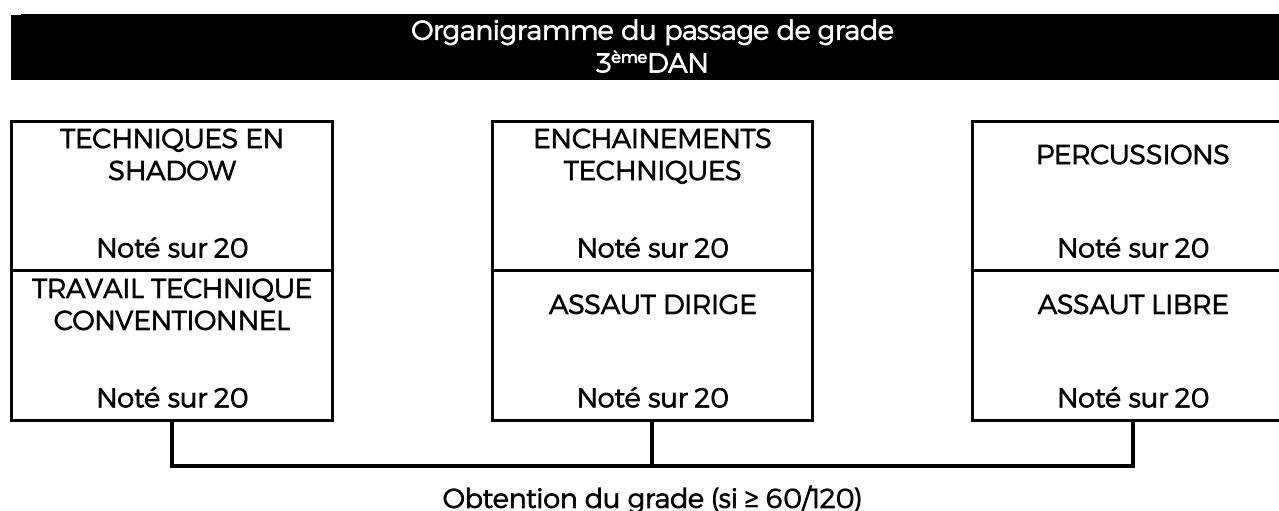 Organigramme du passage de grade
3èmeDAN
TECHNIQUES EN
SHADOW
Noté sur 20
TRAVAIL TECHNIQUE
CONVENTIONNEL
Noté sur 20
ENCHAINEMENTS
TECHNIQUES
Noté sur 20
ASSAUT DIRIGE
Noté sur 20
PERCUSSIONS
Noté sur 20
ASSAUT LIBRE
Noté sur 20
Obtention du grade (si ≥ 60/120)